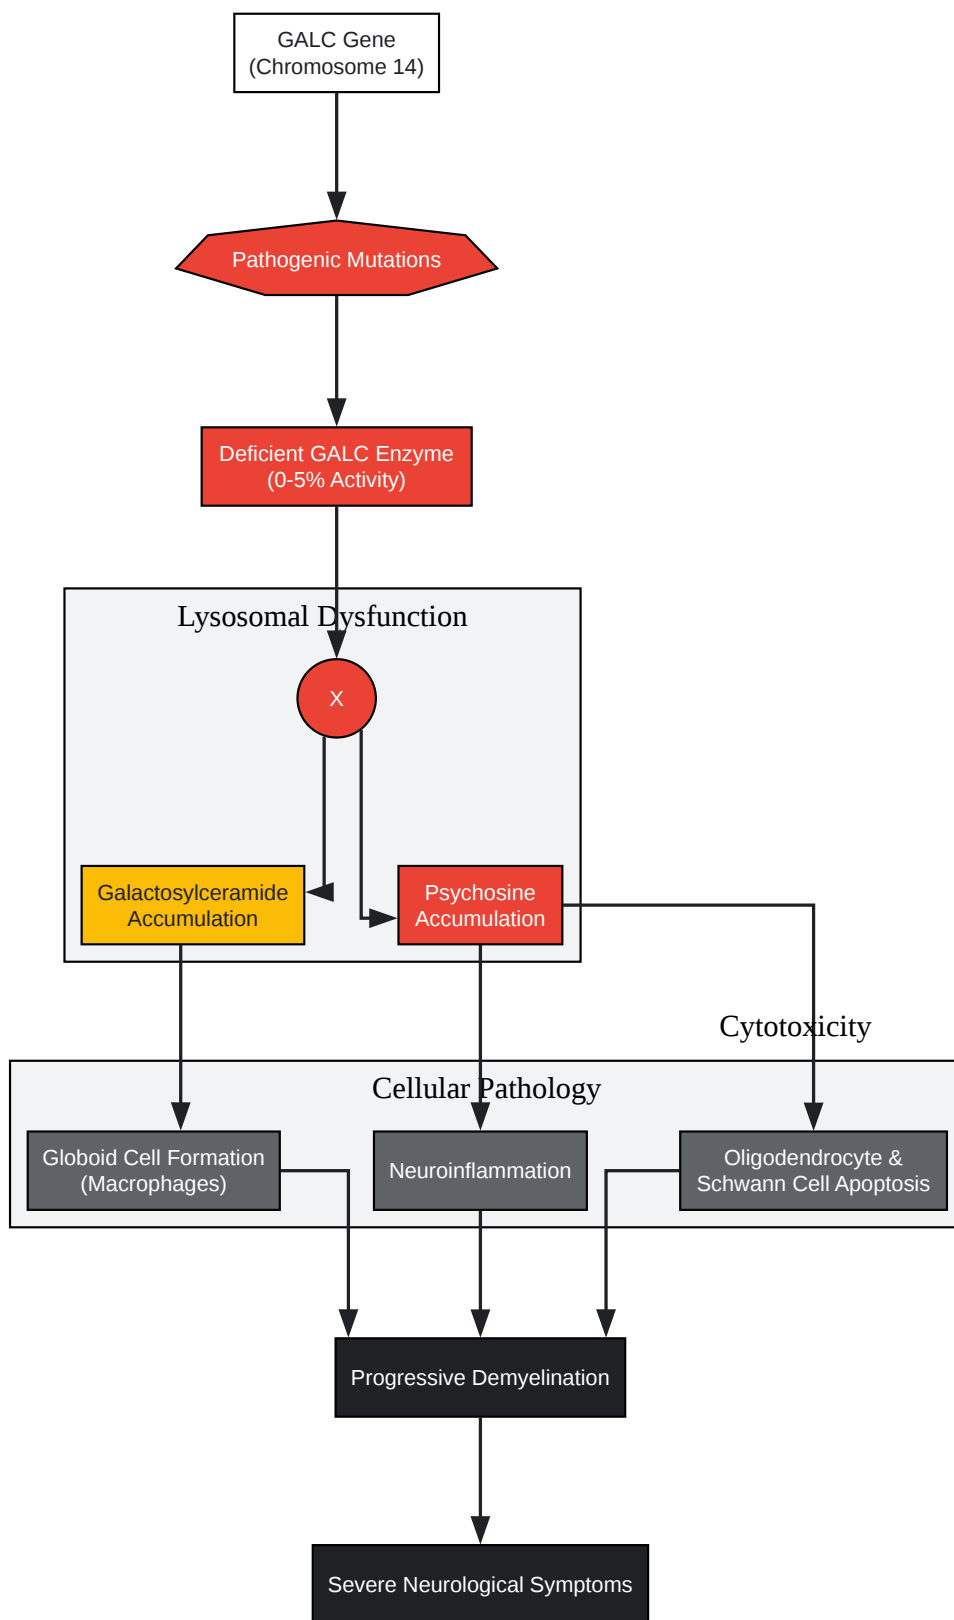 GALC Gene
(Chromosome 14)
Pathogenic Mutations
Deficient GALC Enzyme
(0-5% Activity)
Lysosomal Dysfunction
X
Galactosylceramide
Accumulation
Psychosine
Accumulation
Cytotoxicity
Cellular Pathology
Globoid Cell Formation
(Macrophages)
Neuroinflammation
Oligodendrocyte &
Schwann Cell Apoptosis
Progressive Demyelination
Severe Neurological Symptoms